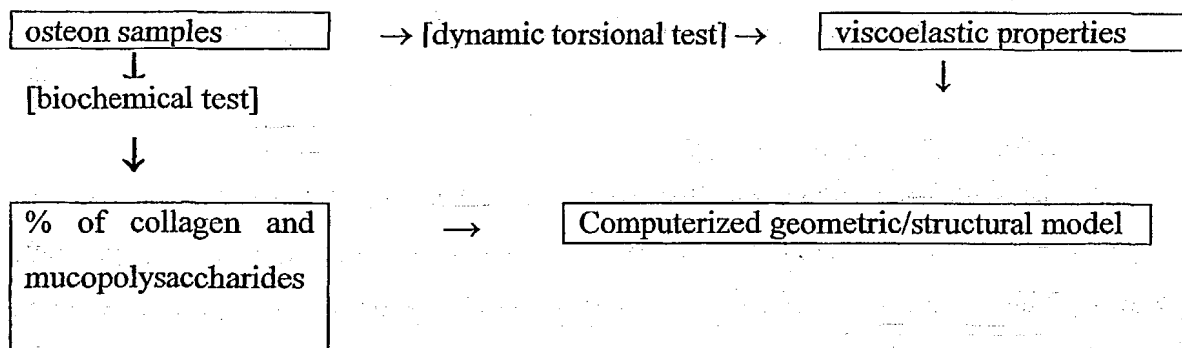 osteon samples → [dynamic torsional test] → viscoelastic properties
↓ ↓
[biochemical test]
↓
% of collagen and → Computerized geometric/structural model
mucopolysaccharides